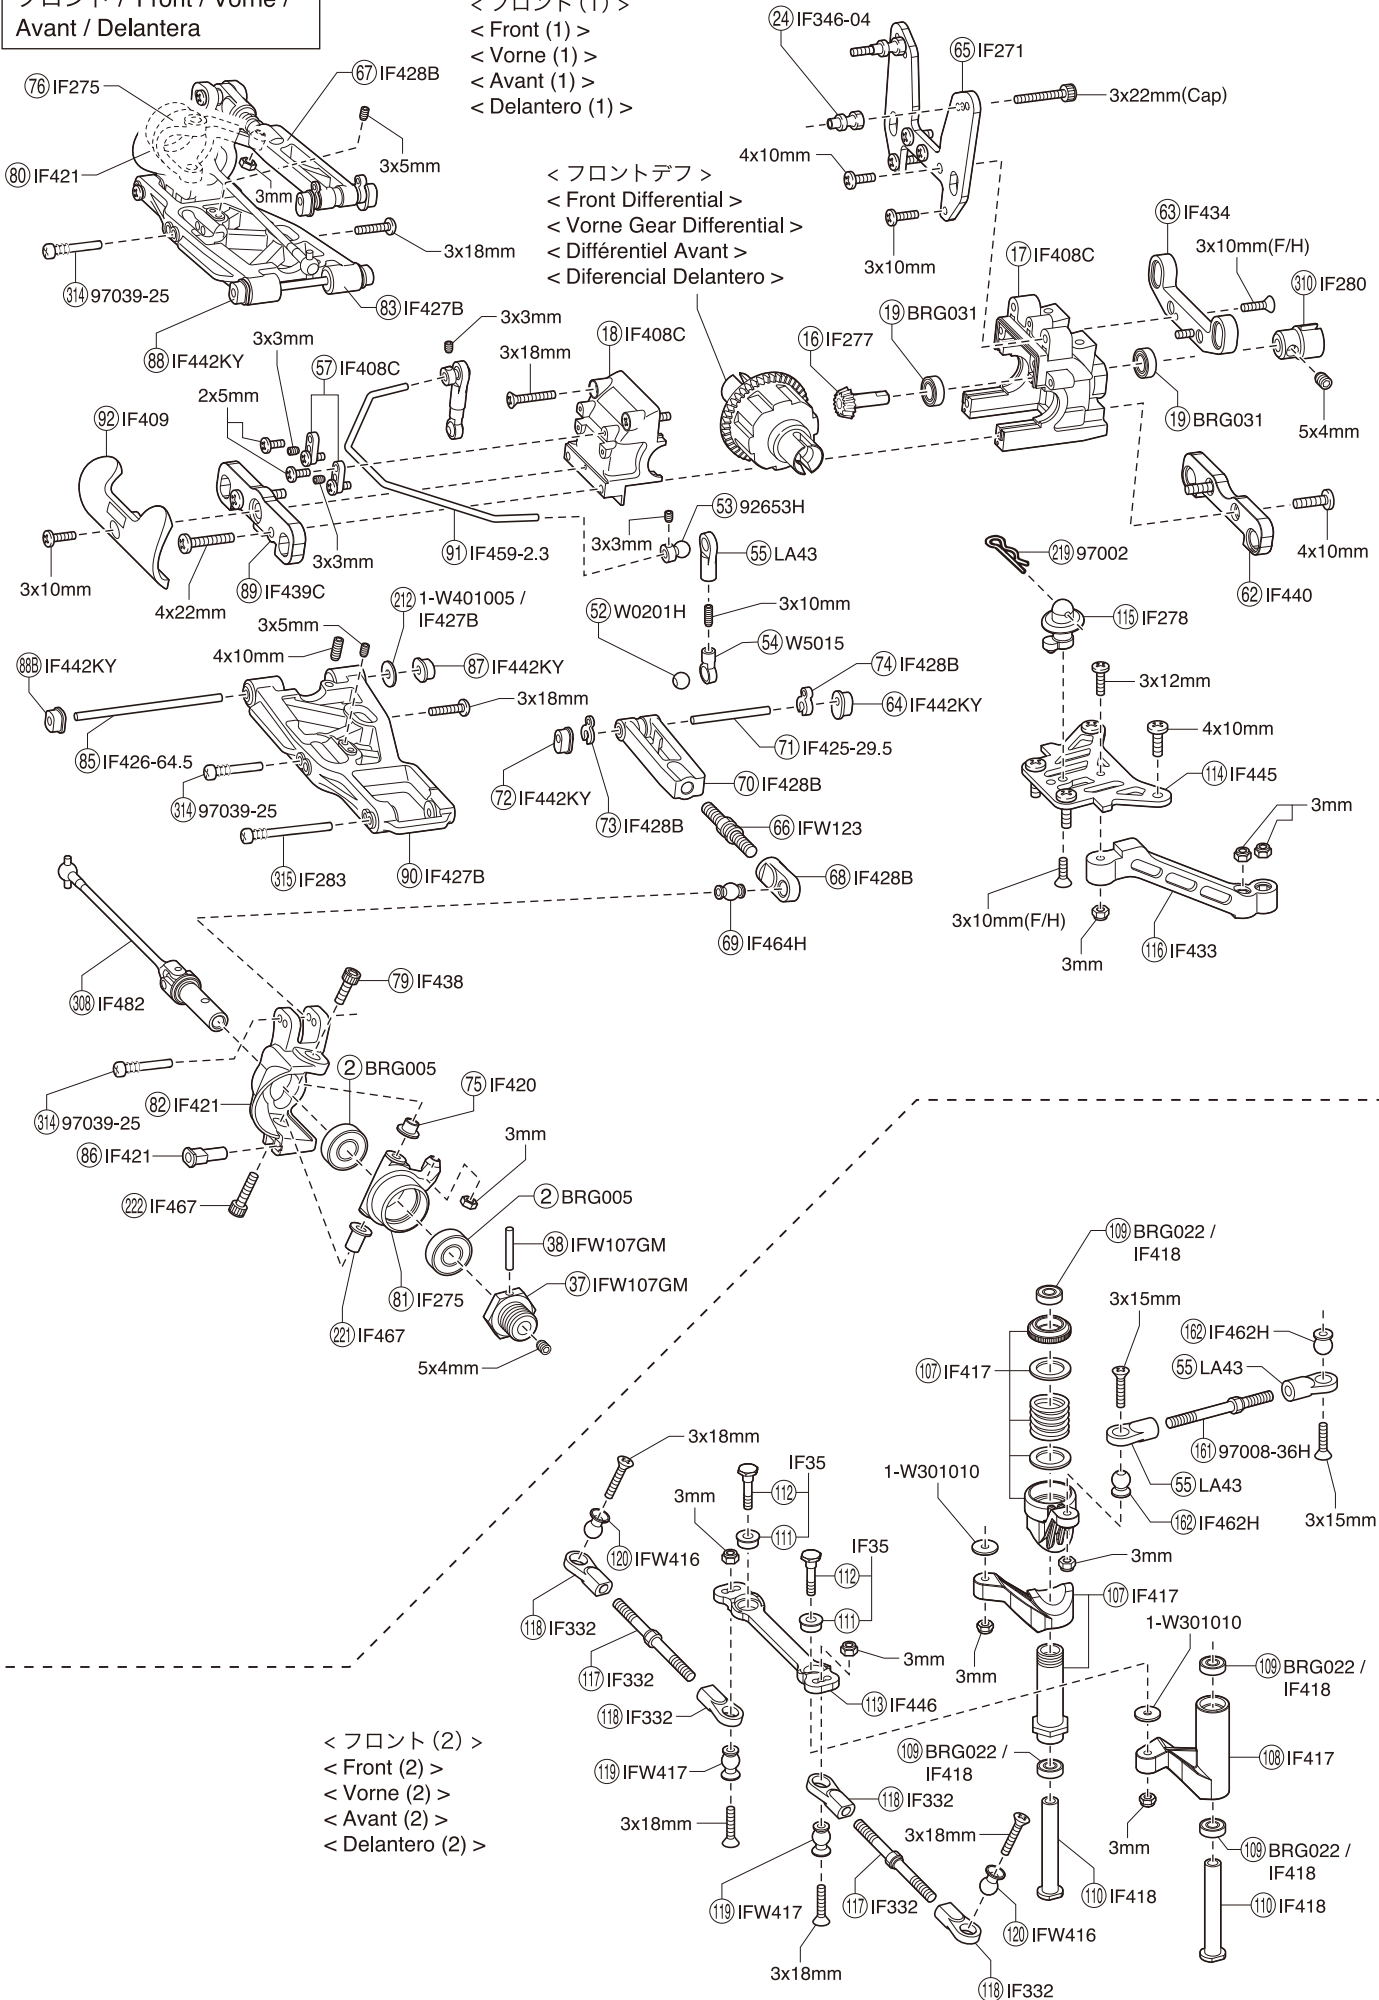 フロント / Front / Vorne /
Avant / Delantera
< フロント (1) >
< Front (1) >
< Vorne (1) >
< Avant (1) >
< Delantero (1) >
24 IF346-04
65 IF271
3x22mm(Cap)
4x10mm
3x10mm
76 IF275
67 IF428B
80 IF421
3x5mm
3mm
3x18mm
314 97039-25
83 IF427B
88 IF442KY
< フロントデフ >
< Front Differential >
< Vorne Gear Differential >
< Différentiel Avant >
< Diferencial Delantero >
63 IF434
3x10mm(F/H)
17 IF408C
310 IF280
19 BRG031
16 IF277
19 BRG031
5x4mm
3x3mm
18 IF408C
3x18mm
3x3mm
57 IF408C
2x5mm
92 IF409
3x10mm
4x22mm
89 IF439C
3x3mm
91 IF459-2.3
53 92653H
3x3mm
55 LA43
219 97002
4x10mm
62 IF440
212 1-W401005 /
IF427B
3x5mm
4x10mm
52 W0201H
3x10mm
54 W5015
115 IF278
88B IF442KY
87 IF442KY
3x18mm
74 IF428B
64 IF442KY
3x12mm
4x10mm
85 IF426-64.5
71 IF425-29.5
314 97039-25
72 IF442KY
70 IF428B
114 IF445
73 IF428B
66 IFW123
3mm
315 IF283
90 IF427B
68 IF428B
69 IF464H
3x10mm(F/H)
3mm
116 IF433
308 IF482
79 IF438
2 BRG005
75 IF420
314 97039-25
82 IF421
86 IF421
3mm
222 IF467
2 BRG005
38 IFW107GM
37 IFW107GM
81 IF275
221 IF467
5x4mm
109 BRG022 /
IF418
3x15mm
162 IF462H
107 IF417
55 LA43
161 97008-36H
55 LA43
162 IF462H
3x15mm
3x18mm
IF35
112
111
3mm
1-W301010
120 IFW416
IF35
112
111
3mm
107 IF417
118 IF332
3mm
3mm
1-W301010
117 IF332
109 BRG022 /
IF418
113 IF446
118 IF332
< フロント (2) >
< Front (2) >
< Vorne (2) >
< Avant (2) >
< Delantero (2) >
119 IFW417
109 BRG022 /
IF418
108 IF417
118 IF332
3x18mm
3x18mm
3mm
109 BRG022 /
IF418
119 IFW417
117 IF332
110 IF418
110 IF418
120 IFW416
3x18mm
118 IF332